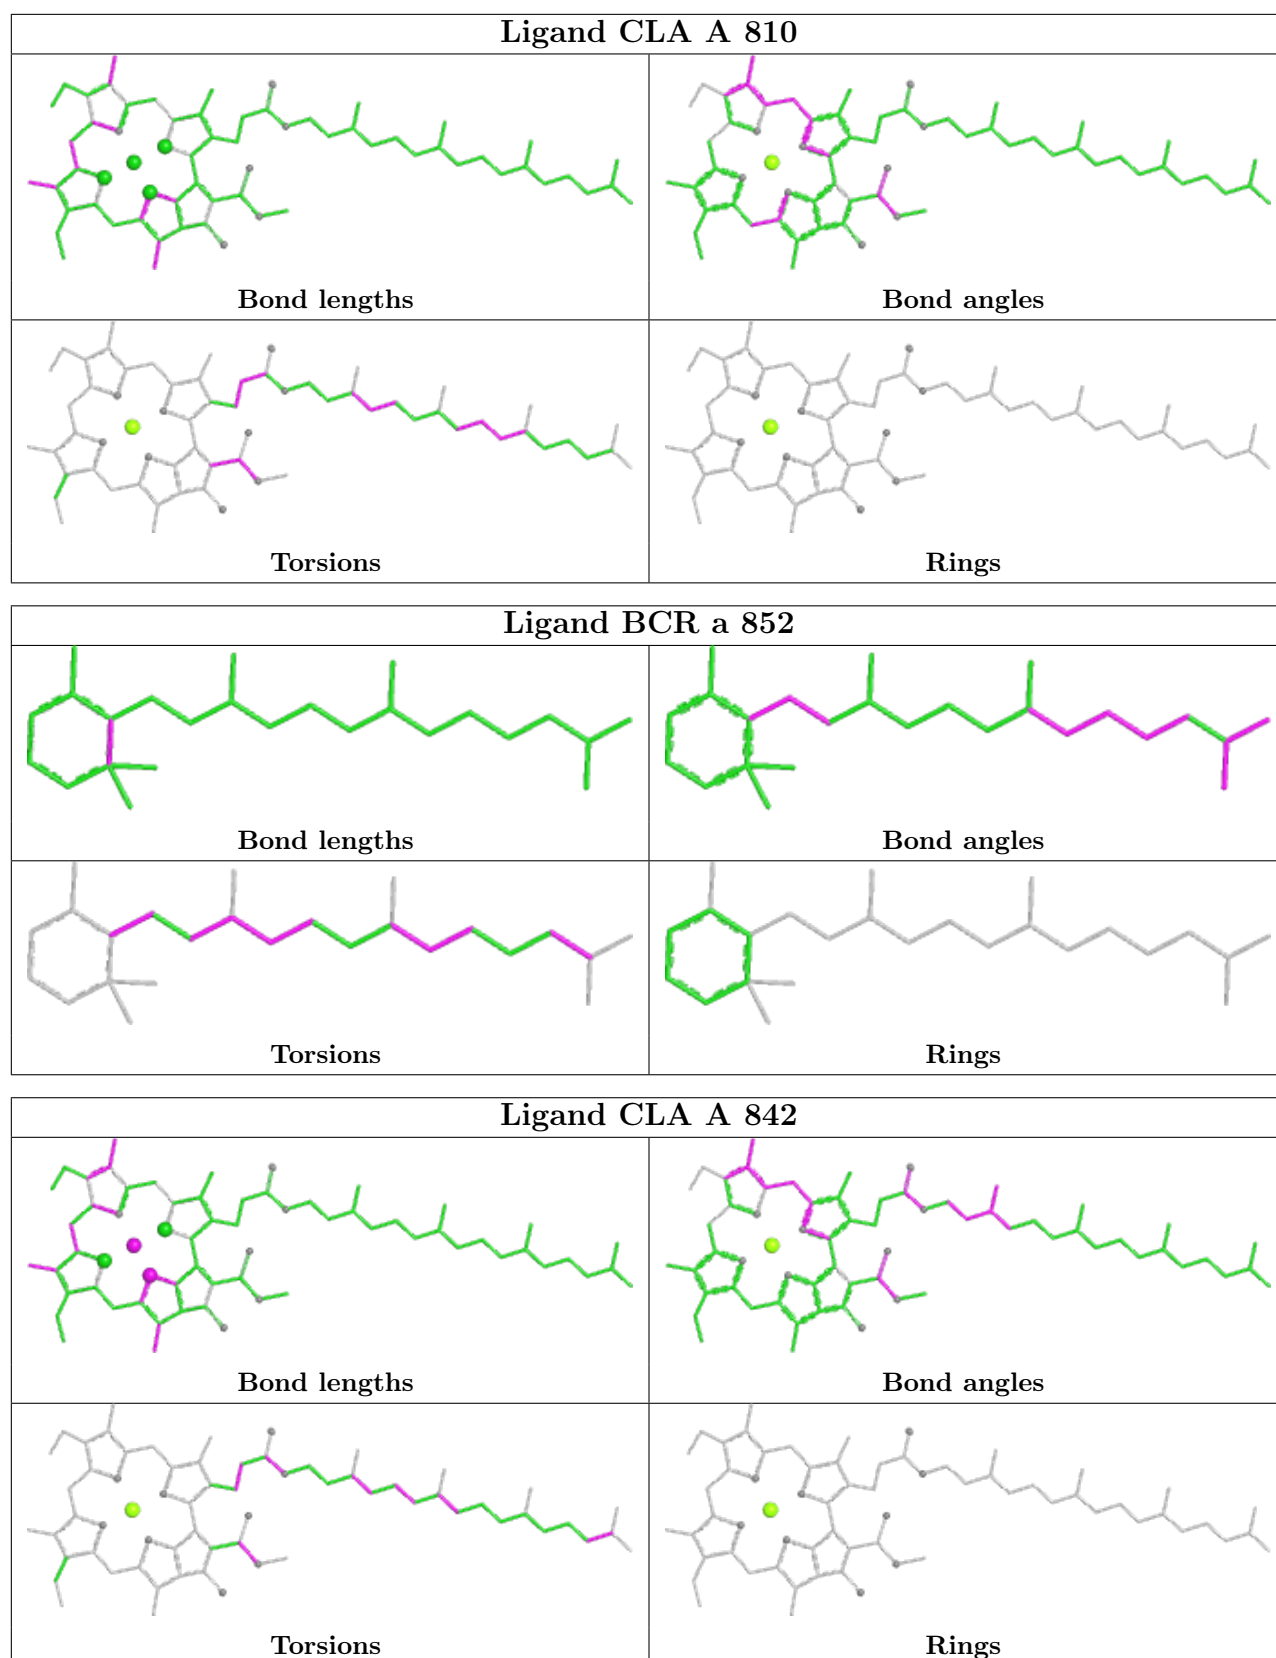 Ligand CLA A 810
Bond lengths
Bond angles
Torsions
Rings
Ligand BCR a 852
Bond lengths
Bond angles
Torsions
Rings
Ligand CLA A 842
Bond lengths
Bond angles
Torsions
Rings